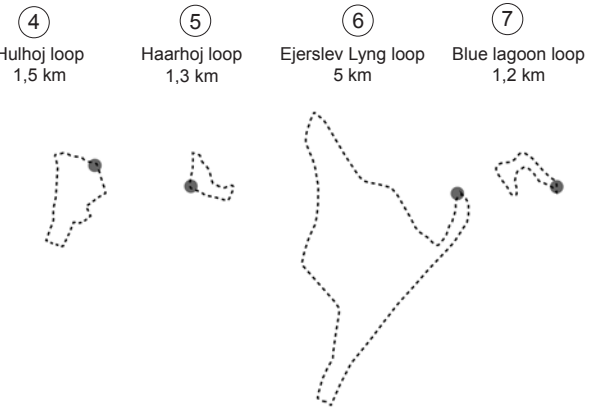 4
loop
1,5 km
5
Haarhoj loop
1,3 km
6
Ejerslev Lyng loop
5 km
7
Blue lagoon loop
1,2 km